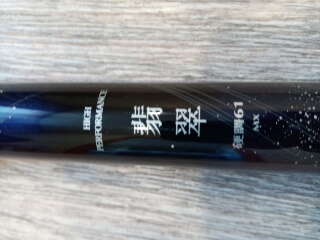 HIGH
PERFORMANCE
翡翠
硬調61
MX